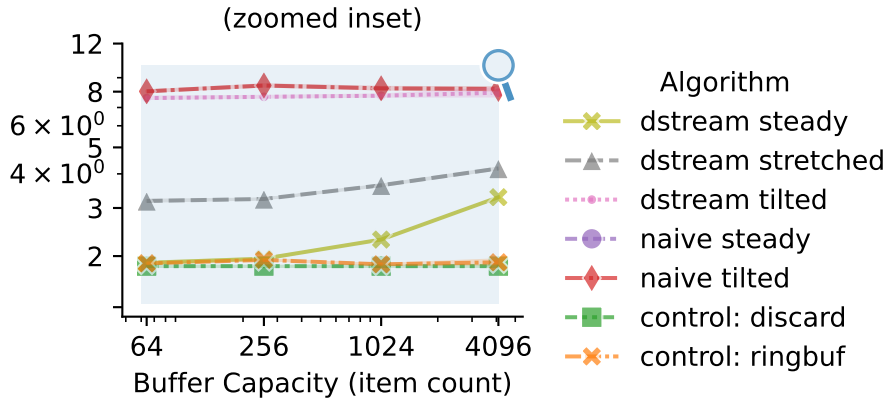 (zoomed inset)
12
8
6 × 10⁰
5
4 × 10⁰
3
2
64 256 1024 4096
Buffer Capacity (item count)
Algorithm
dstream steady
dstream stretched
dstream tilted
naive steady
naive tilted
control: discard
control: ringbuf